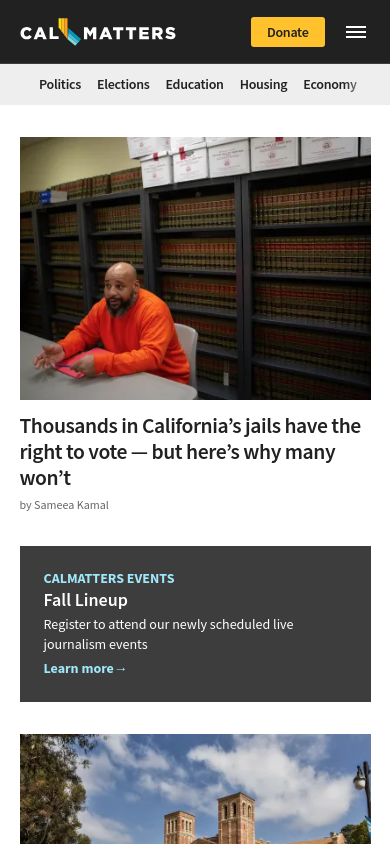 CAL MATTERS
Donate
Politics Elections Education Housing Economy
Thousands in California’s jails have the
right to vote — but here’s why many
won’t
by Sameea Kamal
CALMATTERS EVENTS
Fall Lineup
Register to attend our newly scheduled live
journalism events
Learn more→